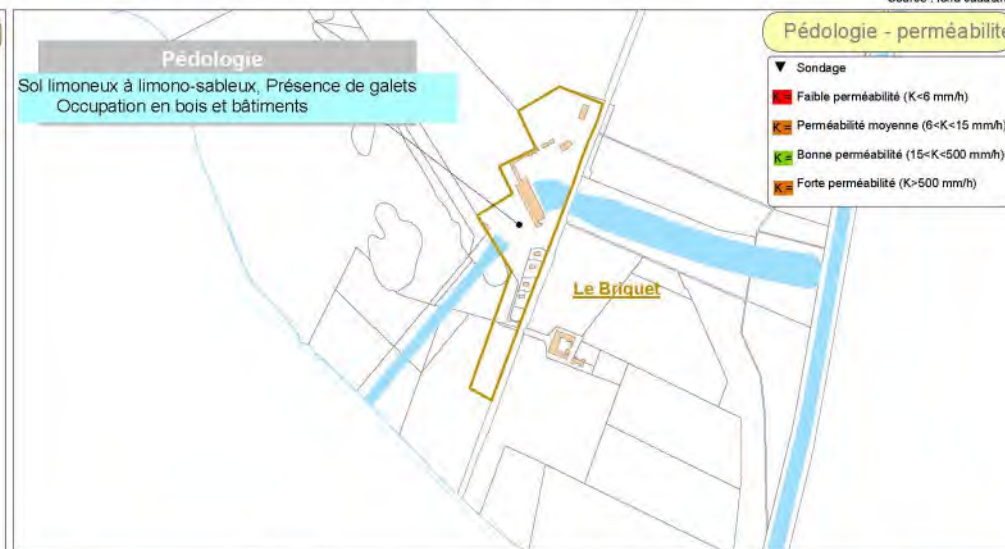 Pédologie - perméabilité
Pédologie
Sol limoneux à limono-sableux, Présence de galets
Occupation en bois et bâtiments
Sondage
K= Faible perméabilité (K<6 mm/h)
K= Perméabilité moyenne (6<K<15 mm/h)
K= Bonne perméabilité (15<K<500 mm/h)
K= Forte perméabilité (K>500 mm/h)
Le Briquet